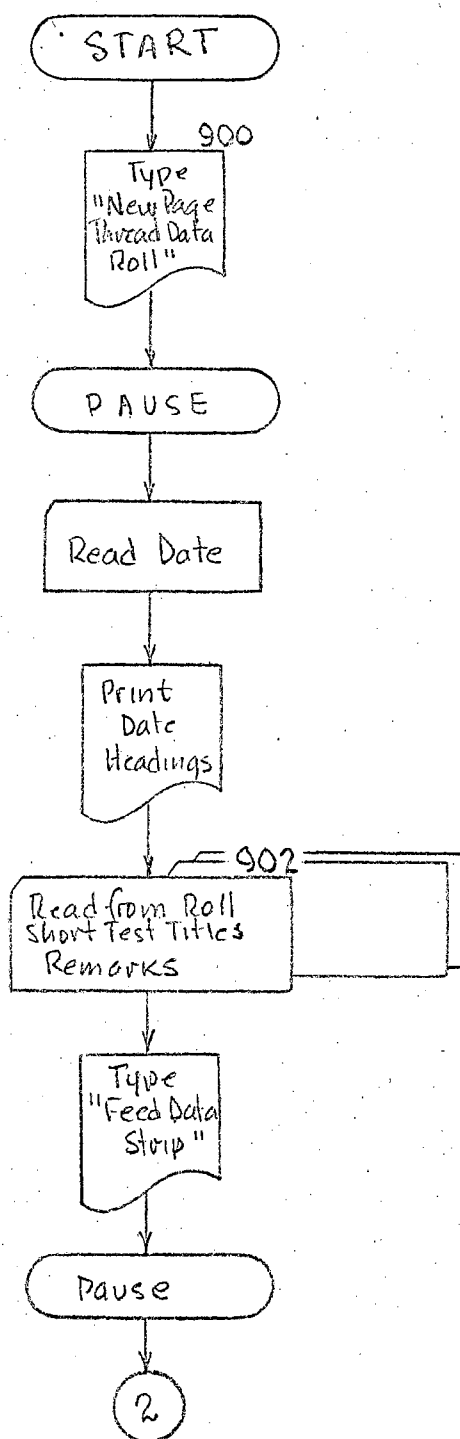 START
900
Type
"New Page
Thread Data
Roll"
PAUSE
Read Date
Print
Date
Headings
902
Read from Roll
short Test Titles
Remarks
Type
"Feed Data
Strip"
Pause
2